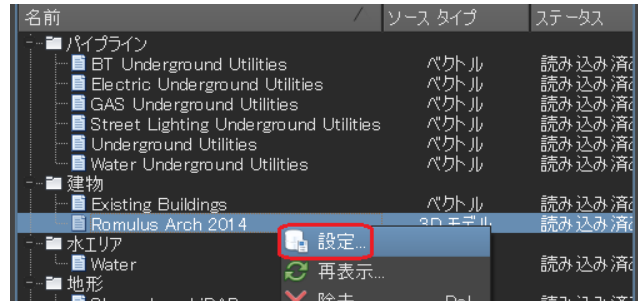 名前 ソース タイプ ステータス
パイプライン
BT Underground Utilities ベクトル 読み込み済
Electric Underground Utilities ベクトル 読み込み済
GAS Underground Utilities ベクトル 読み込み済
Street Lighting Underground Utilities ベクトル 読み込み済
Underground Utilities ベクトル 読み込み済
Water Underground Utilities ベクトル 読み込み済
建物
Existing Buildings ベクトル 読み込み済
Romulus Arch 2014 3D モデル 読み込み済
水エリア 設定...
Water 再表示... 読み込み済
地形 除去 Del